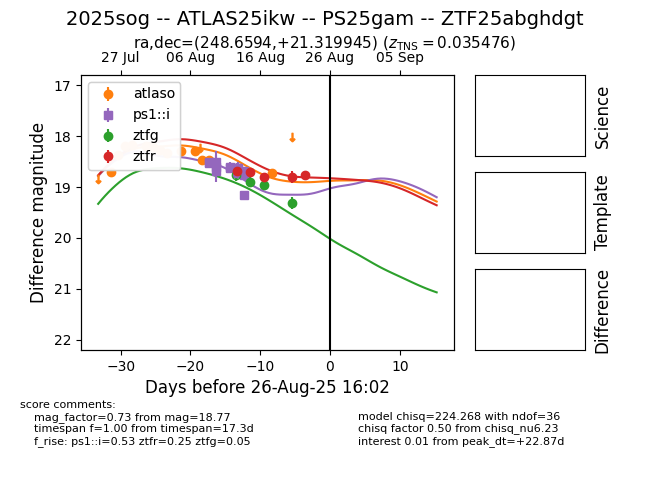 2025sog -- ATLAS25ikw -- PS25gam -- ZTF25abghdgt
ra,dec=(248.6594,+21.319945) (z_TNS = 0.035476)
27 Jul 06 Aug 16 Aug 26 Aug 05 Sep
atlaso
ps1::i
ztfg
ztfr
17
18
19
20
21
22
Difference magnitude
−30 −20 −10 0 10
Days before 26-Aug-25 16:02
Science
Template
Difference
score comments:
mag_factor=0.73 from mag=18.77
timespan f=1.00 from timespan=17.3d
f_rise: ps1::i=0.53 ztfr=0.25 ztfg=0.05
model chisq=224.268 with ndof=36
chisq factor 0.50 from chisq_nu6.23
interest 0.01 from peak_dt=+22.87d